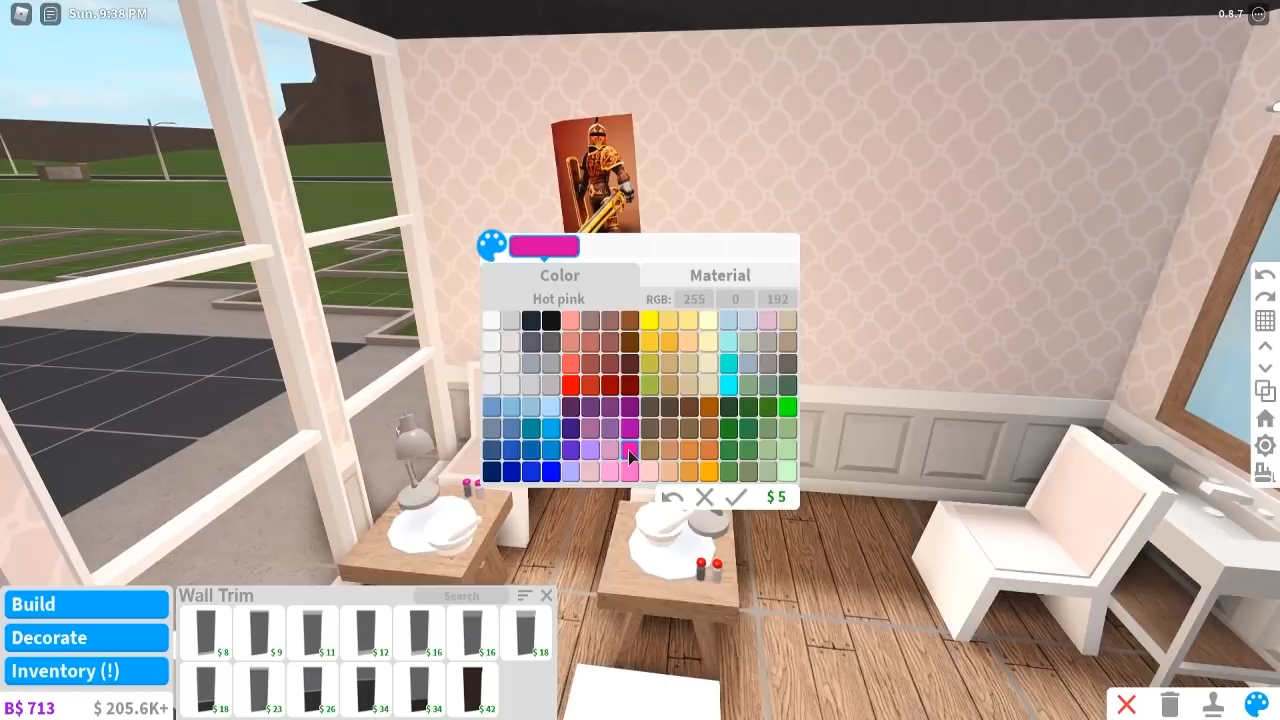 Sun. 9:38 PM
0.8.7
Color
Material
Hot pink
RGB: 255 0 192
$ 5
Build
Decorate
Inventory (!)
B$ 713
$ 205.6K+
Wall Trim
Search
$ 8
$ 9
$ 11
$ 12
$ 16
$ 16
$ 18
$ 18
$ 23
$ 26
$ 34
$ 34
$ 42